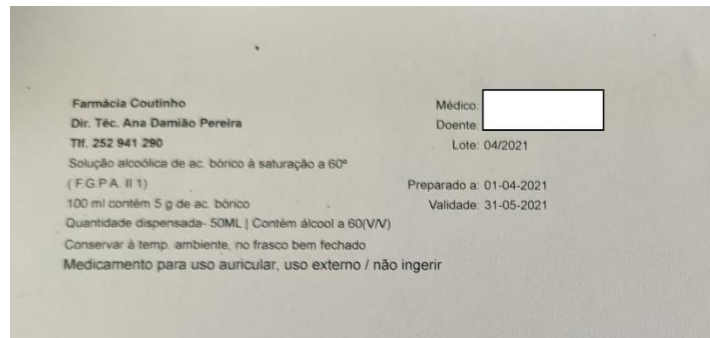 Farmácia Coutinho
Dir. Téc. Ana Damião Pereira
Tlf. 252 941 290
Solução alcoólica de ac. bórico à saturação a 60º
( F.G.P.A. II 1)
100 ml contêm 5 g de ac. bórico
Quantidade dispensada- 50ML | Contém álcool a 60(V/V)
Conservar à temp. ambiente, no frasco bem fechado
Medicamento para uso auricular, uso externo / não ingerir
Médico:
Doente:
Lote: 04/2021
Preparado a: 01-04-2021
Validade: 31-05-2021